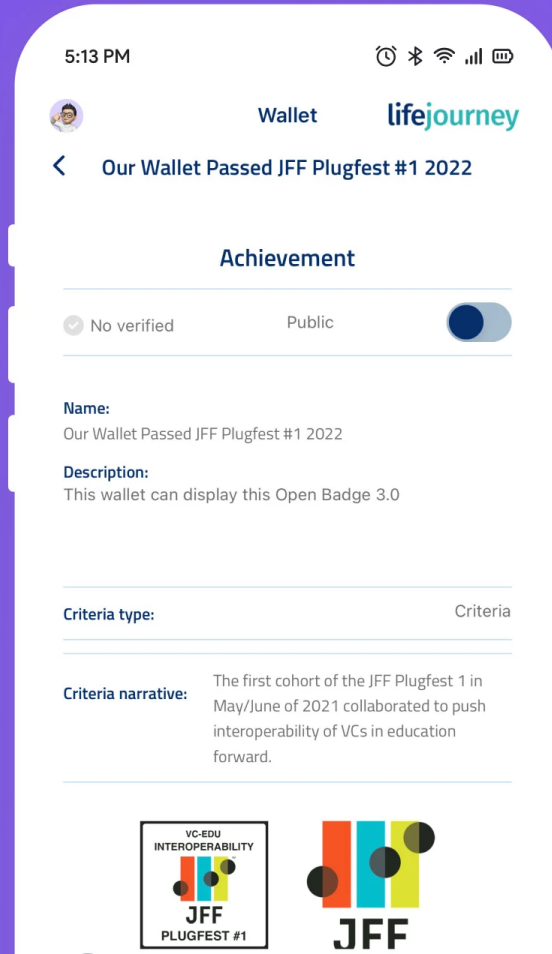 5:13 PM
Wallet
lifejourney
Our Wallet Passed JFF Plugfest #1 2022
Achievement
No verified
Public
Name:
Our Wallet Passed JFF Plugfest #1 2022
Description:
This wallet can display this Open Badge 3.0
Criteria type:
Criteria
Criteria narrative:
The first cohort of the JFF Plugfest 1 in
May/June of 2021 collaborated to push
interoperability of VCs in education
forward.
VC-EDU
INTEROPERABILITY
JFF
PLUGFEST #1
JFF